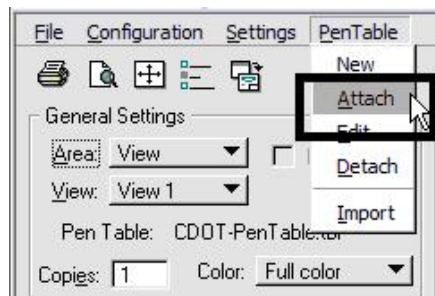 File Configuration Settings PenTable
New
Attach
Edit
Detach
Import
General Settings
Area: View
View: View 1
Pen Table: CDOT-PenTable.tbl
Copies: 1 Color: Full color